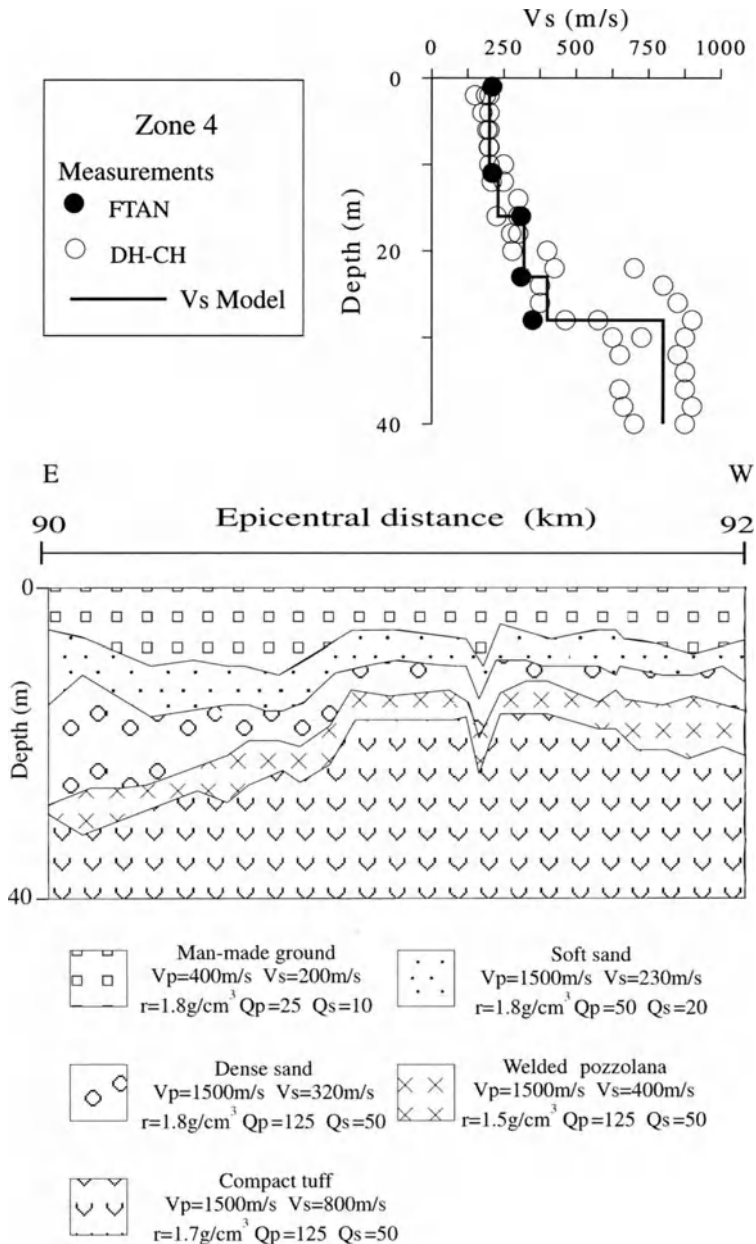 Vs (m/s)
0 250 500 750 1000
0
20
40
Depth (m)
Zone 4
Measurements
FTAN
DH-CH
Vs Model
E W
90 Epicentral distance (km) 92
0
40
Depth (m)
Man-made ground
Vp=400m/s Vs=200m/s
r=1.8g/cm³ Qp=25 Qs=10
Soft sand
Vp=1500m/s Vs=230m/s
r=1.8g/cm³ Qp=50 Qs=20
Dense sand
Vp=1500m/s Vs=320m/s
r=1.8g/cm³ Qp=125 Qs=50
Welded pozzolana
Vp=1500m/s Vs=400m/s
r=1.5g/cm³ Qp=125 Qs=50
Compact tuff
Vp=1500m/s Vs=800m/s
r=1.7g/cm³ Qp=125 Qs=50